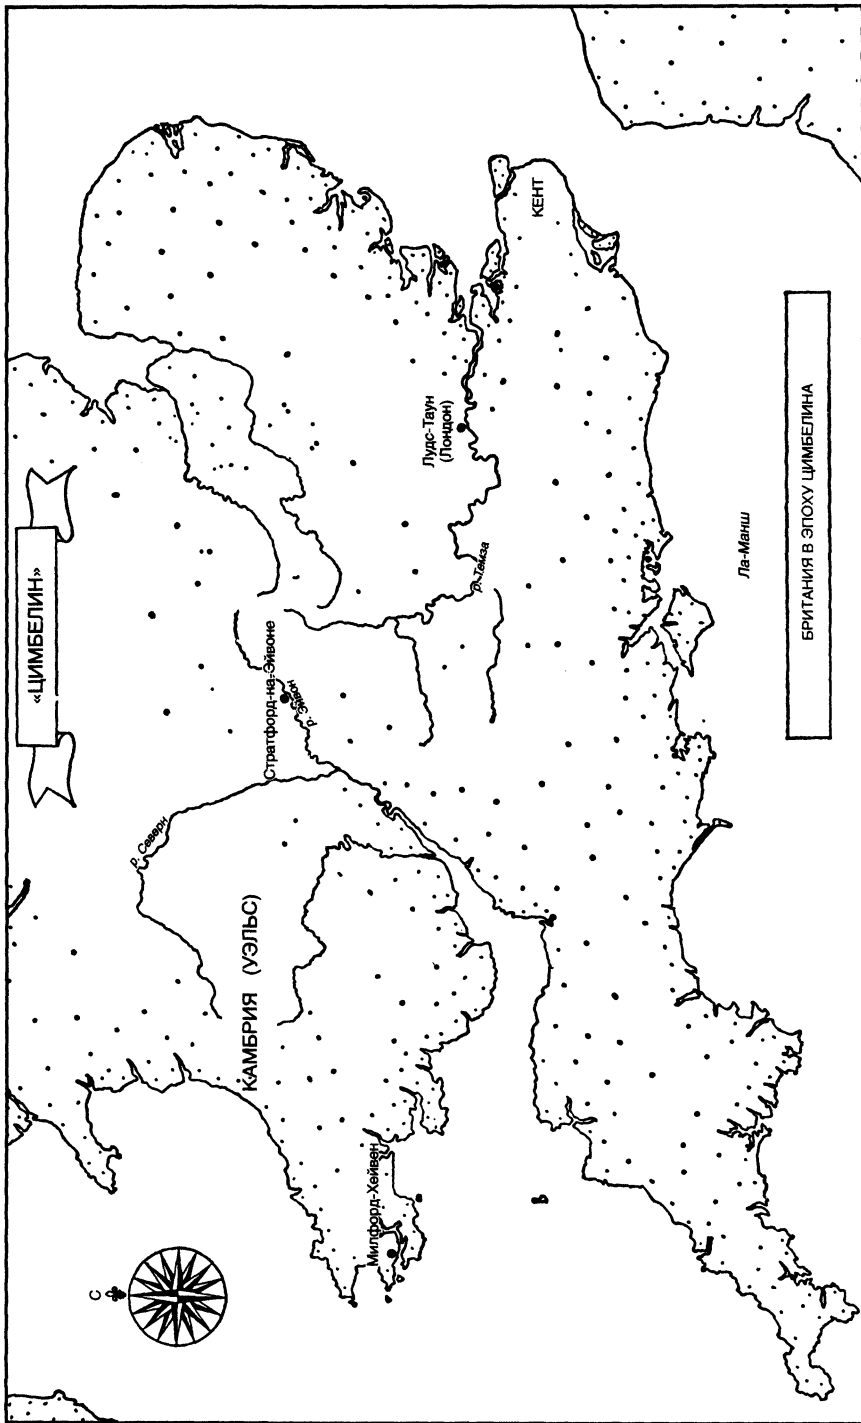 «ЦИМБЕЛИН»
С
р. Северн
Стратфорд-на-Эйвоне
р. Эйвон
КАМБРИЯ (УЭЛЬС)
Милфорд-Хейвен
Лудс-Таун
(Лондон)
р. Темза
КЕНТ
Ла-Манш
БРИТАНИЯ В ЭПОХУ ЦИМБЕЛИНА